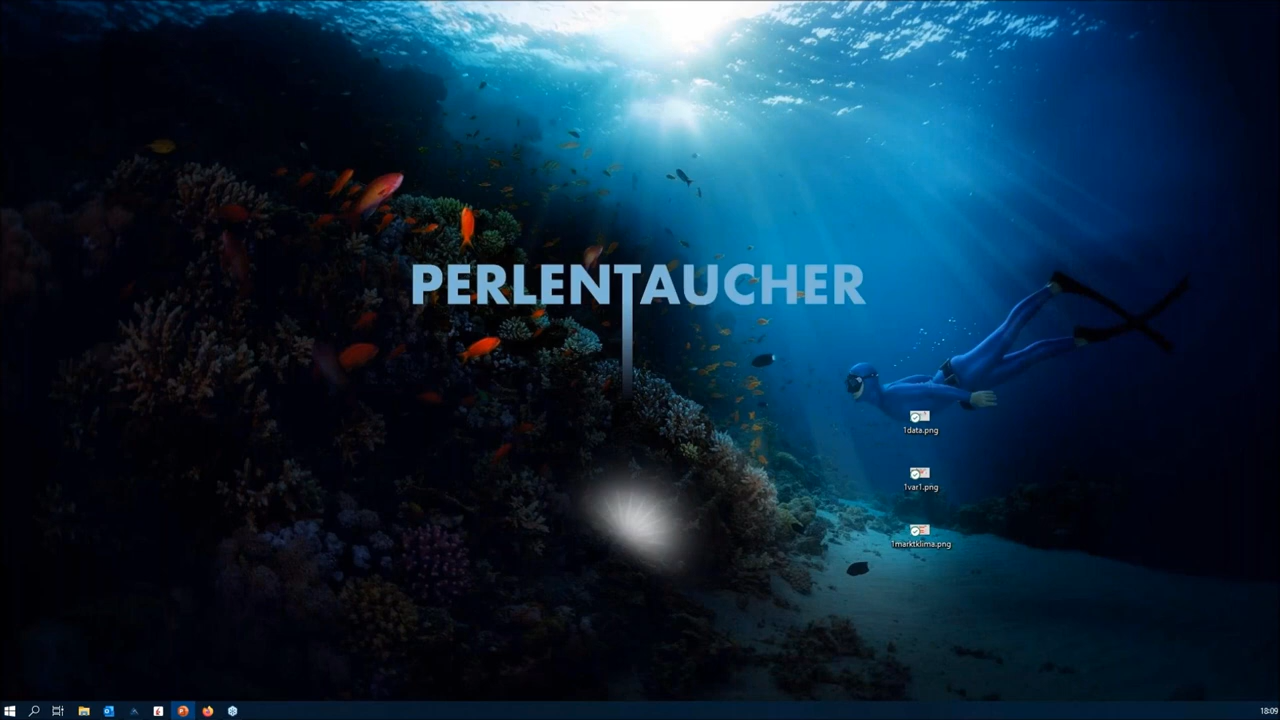 PERLENTAUCHER
1data.png
1var1.png
1marktklima.png
18:09